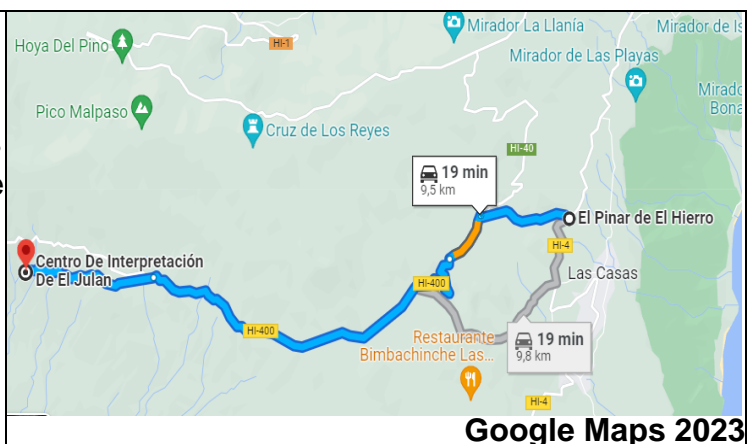 Mirador La Llanía
Mirador de Is
Hoya Del Pino
HI-1
Mirador de Las Playas
Mirado
Bona
Pico Malpaso
Cruz de Los Reyes
HI-40
e
19 min
9,5 km
El Pinar de El Hierro
HI-4
Centro De Interpretación
De El Julan
Las Casas
HI-400
HI-400
Restaurante
Bimbachinche Las...
19 min
9,8 km
HI-4
Google Maps 2023